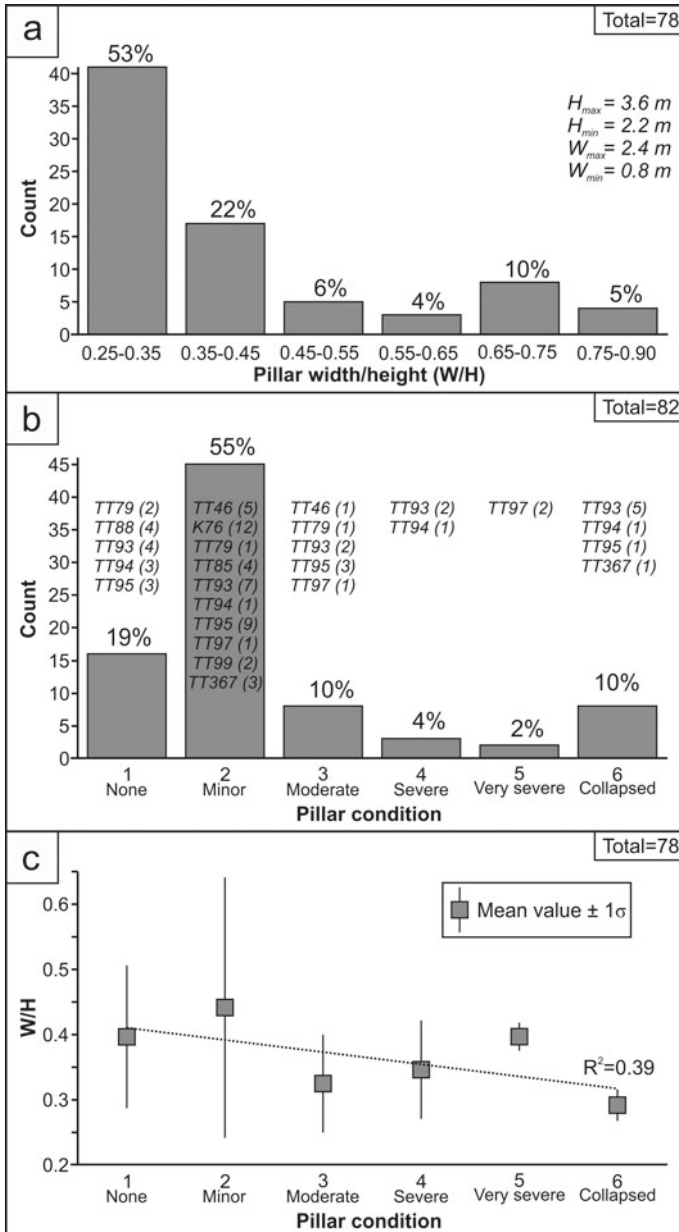 a
Total=78
53%
H max = 3.6 m
H min = 2.2 m
W max = 2.4 m
W min = 0.8 m
22%
6%
4%
10%
5%
40
35
30
25
20
15
10
5
0
Count
0.25-0.35 0.35-0.45 0.45-0.55 0.55-0.65 0.65-0.75 0.75-0.90
Pillar width/height (W/H)
b
Total=82
55%
45
40
35
30
25
20
15
10
5
0
Count
TT79 (2)
TT88 (4)
TT93 (4)
TT94 (3)
TT95 (3)
19%
TT46 (5)
K76 (12)
TT79 (1)
TT85 (4)
TT93 (7)
TT94 (1)
TT95 (9)
TT97 (1)
TT99 (2)
TT367 (3)
TT46 (1)
TT79 (1)
TT93 (2)
TT95 (3)
TT97 (1)
10%
TT93 (2)
TT94 (1)
4%
TT97 (2)
2%
TT93 (5)
TT94 (1)
TT95 (1)
TT367 (1)
10%
1 2 3 4 5 6
None Minor Moderate Severe Very severe Collapsed
Pillar condition
c
Total=78
Mean value ± 1σ
0.6
0.5
0.4
0.3
0.2
W/H
R²=0.39
1 2 3 4 5 6
None Minor Moderate Severe Very severe Collapsed
Pillar condition